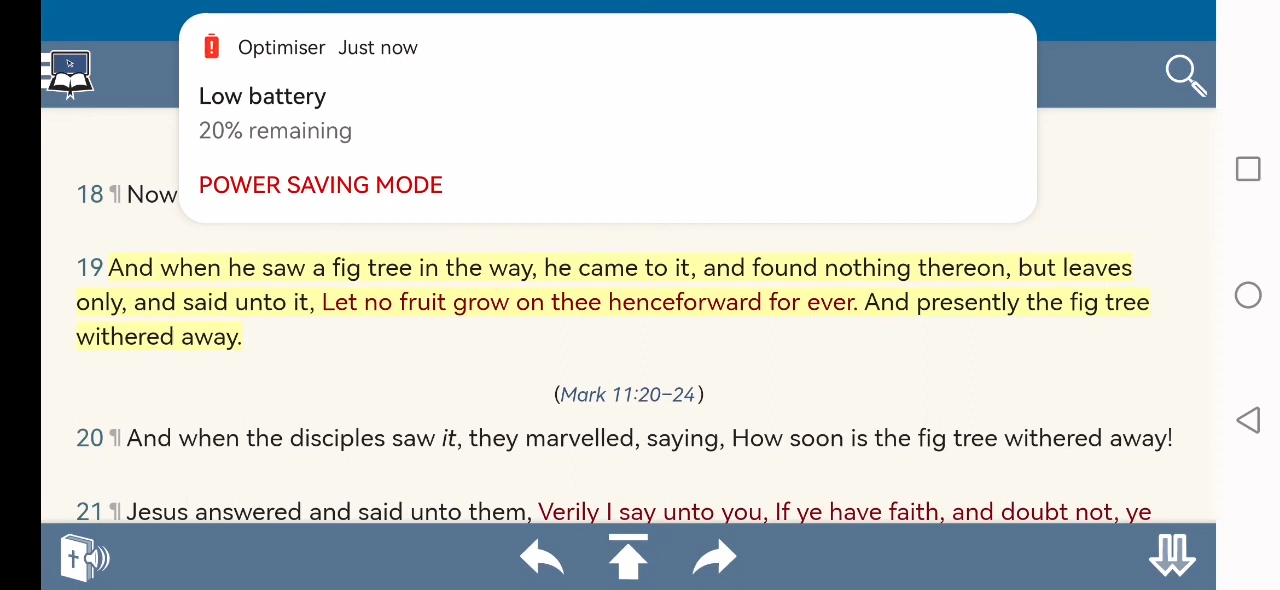 Optimiser Just now
Low battery
20% remaining
POWER SAVING MODE
18 ¶ Now
19 And when he saw a fig tree in the way, he came to it, and found nothing thereon, but leaves
only, and said unto it, Let no fruit grow on thee henceforward for ever. And presently the fig tree
withered away.
(Mark 11:20–24)
20 ¶ And when the disciples saw it, they marvelled, saying, How soon is the fig tree withered away!
21 ¶ Jesus answered and said unto them, Verily I say unto you, If ye have faith, and doubt not, ye